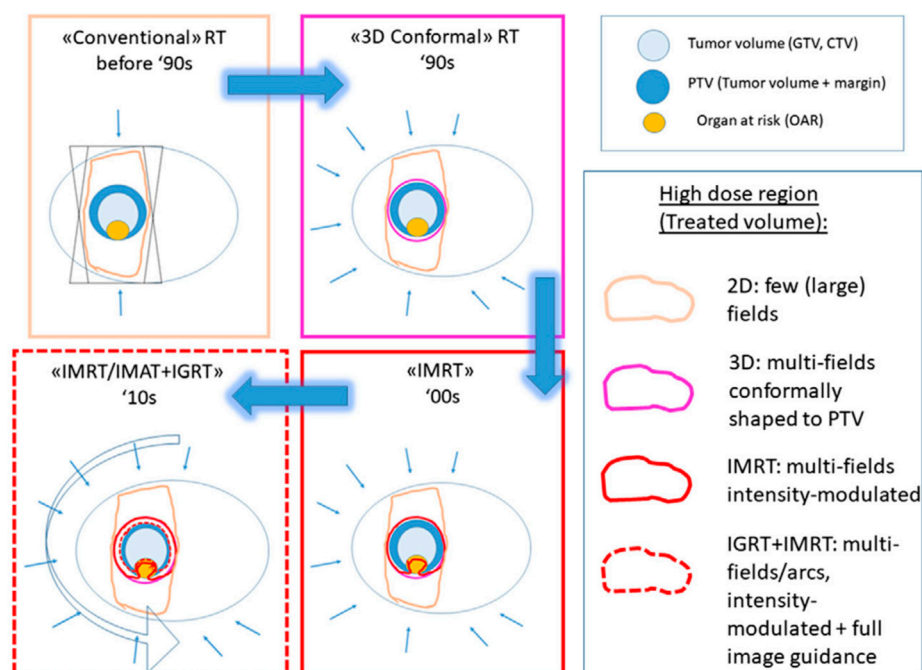 «Conventional» RT
before ‘90s
«3D Conformal» RT
‘90s
Tumor volume (GTV, CTV)
PTV (Tumor volume + margin)
Organ at risk (OAR)
«IMRT/IMAT+IGRT»
‘10s
«IMRT»
‘00s
High dose region
(Treated volume):
2D: few (large)
fields
3D: multi-fields
conformally
shaped to PTV
IMRT: multi-fields
intensity-modulated
IGRT+IMRT: multi-
fields/arcs,
intensity-
modulated + full
image guidance